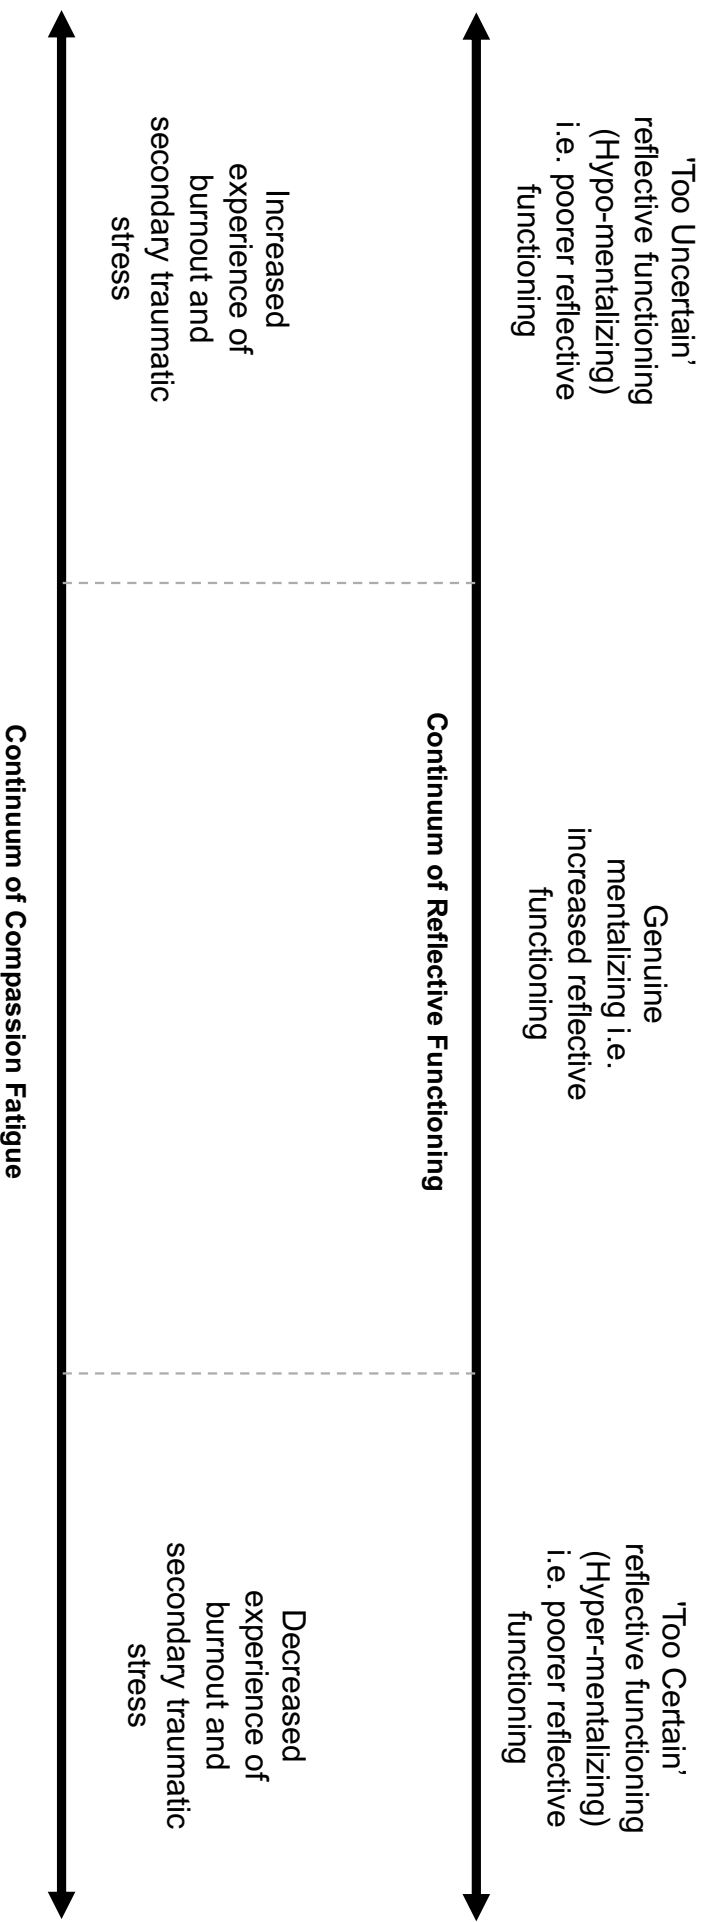 'Too Uncertain'
reflective functioning
(Hypo-mentalizing)
i.e. poorer reflective
functioning
Genuine
mentalizing i.e.
increased reflective
functioning
'Too Certain'
reflective functioning
(Hyper-mentalizing)
i.e. poorer reflective
functioning
Continuum of Reflective Functioning
Increased
experience of
burnout and
secondary traumatic
stress
Decreased
experience of
burnout and
secondary traumatic
stress
Continuum of Compassion Fatigue